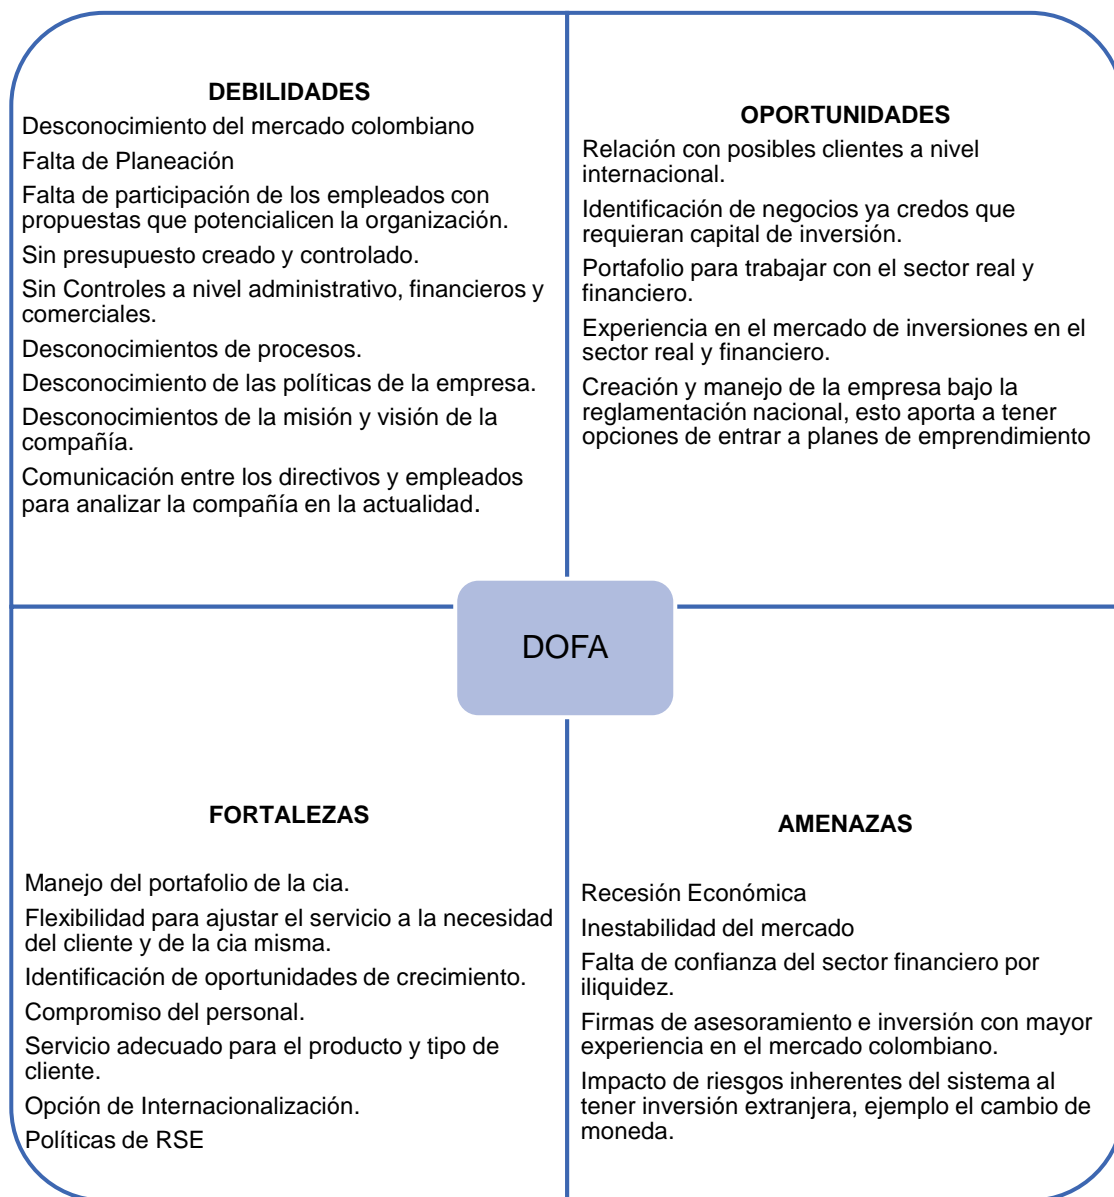 DEBILIDADES
Desconocimiento del mercado colombiano
Falta de Planeación
Falta de participación de los empleados con
propuestas que potencialicen la organización.
Sin presupuesto creado y controlado.
Sin Controles a nivel administrativo, financieros y
comerciales.
Desconocimientos de procesos.
Desconocimiento de las políticas de la empresa.
Desconocimientos de la misión y visión de la
compañía.
Comunicación entre los directivos y empleados
para analizar la compañía en la actualidad.
OPORTUNIDADES
Relación con posibles clientes a nivel
internacional.
Identificación de negocios ya credos que
requieran capital de inversión.
Portafolio para trabajar con el sector real y
financiero.
Experiencia en el mercado de inversiones en el
sector real y financiero.
Creación y manejo de la empresa bajo la
reglamentación nacional, esto aporta a tener
opciones de entrar a planes de emprendimiento
DOFA
FORTALEZAS
Manejo del portafolio de la cia.
Flexibilidad para ajustar el servicio a la necesidad
del cliente y de la cia misma.
Identificación de oportunidades de crecimiento.
Compromiso del personal.
Servicio adecuado para el producto y tipo de
cliente.
Opción de Internacionalización.
Políticas de RSE
AMENAZAS
Recesión Económica
Inestabilidad del mercado
Falta de confianza del sector financiero por
iliquidez.
Firmas de asesoramiento e inversión con mayor
experiencia en el mercado colombiano.
Impacto de riesgos inherentes del sistema al
tener inversión extranjera, ejemplo el cambio de
moneda.